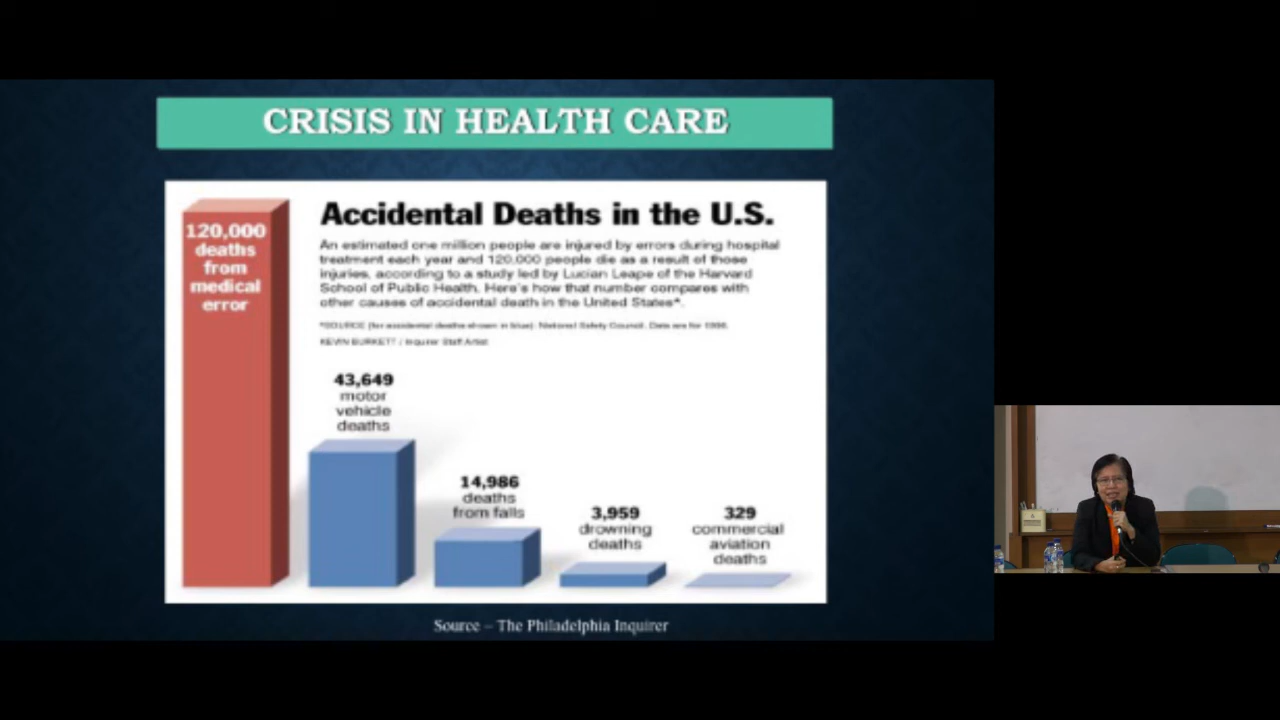 CRISIS IN HEALTH CARE
120,000
deaths
from
medical
error
Accidental Deaths in the U.S.
An estimated one million people are injured by errors during hospital
treatment each year and 120,000 people die as a result of those
injuries, according to a study led by Lucian Leape of the Harvard
School of Public Health. Here's how that number compares with
other causes of accidental death in the United States*.
*SOURCE (for accidental deaths shown in blue): National Safety Council. Data are for 1996.
KEVIN BURKETT / Inquirer Staff Artist
43,649
motor
vehicle
deaths
14,986
deaths
from falls
3,959
drowning
deaths
329
commercial
aviation
deaths
Source – The Philadelphia Inquirer